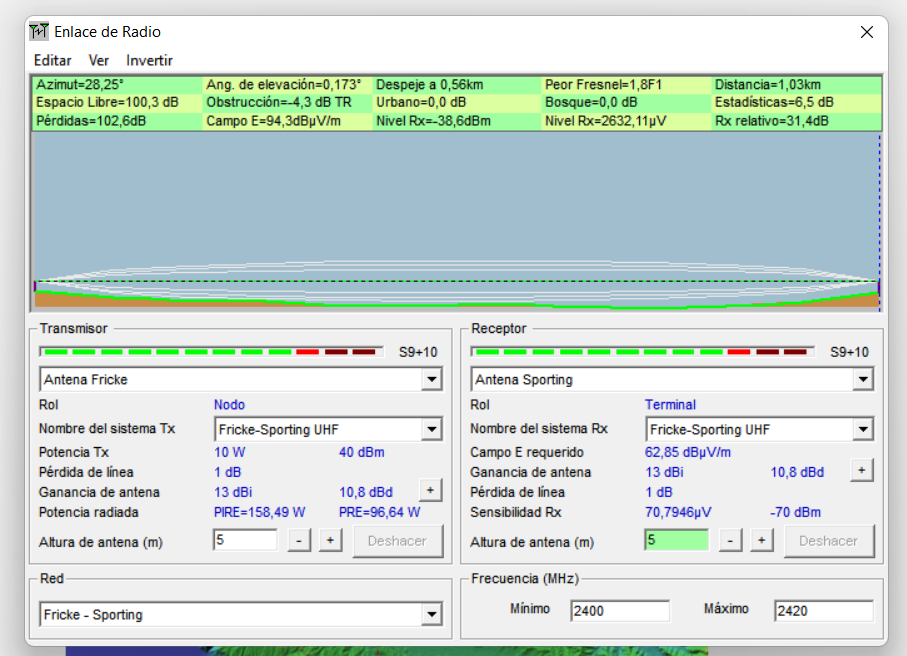 Enlace de Radio
Editar Ver Invertir
Azimut=28,25° Ang. de elevación=0,173° Despeje a 0,56km Peor Fresnel=1,8F1 Distancia=1,03km
Espacio Libre=100,3 dB Obstrucción=-4,3 dB TR Urbano=0,0 dB Bosque=0,0 dB Estadísticas=6,5 dB
Pérdidas=102,6dB Campo E=94,3dBµV/m Nivel Rx=-38,6dBm Nivel Rx=2632,11µV Rx relativo=31,4dB
Transmisor
S9+10
Antena Fricke
Rol Nodo
Nombre del sistema Tx Fricke-Sporting UHF
Potencia Tx 10 W 40 dBm
Pérdida de línea 1 dB
Ganancia de antena 13 dBi 10,8 dBd +
Potencia radiada PIRE=158,49 W PRE=96,64 W
Altura de antena (m) 5 - + Deshacer
Receptor
S9+10
Antena Sporting
Rol Terminal
Nombre del sistema Rx Fricke-Sporting UHF
Campo E requerido 62,85 dBµV/m
Ganancia de antena 13 dBi 10,8 dBd +
Pérdida de línea 1 dB
Sensibilidad Rx 70,7946µV -70 dBm
Altura de antena (m) 5 - + Deshacer
Red
Fricke - Sporting
Frecuencia (MHz)
Mínimo 2400 Máximo 2420